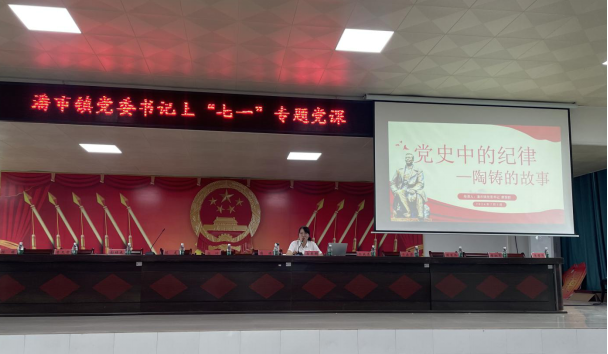 潘市镇党委书记上“七一”专题党课
党史中的纪律
—陶铸的故事